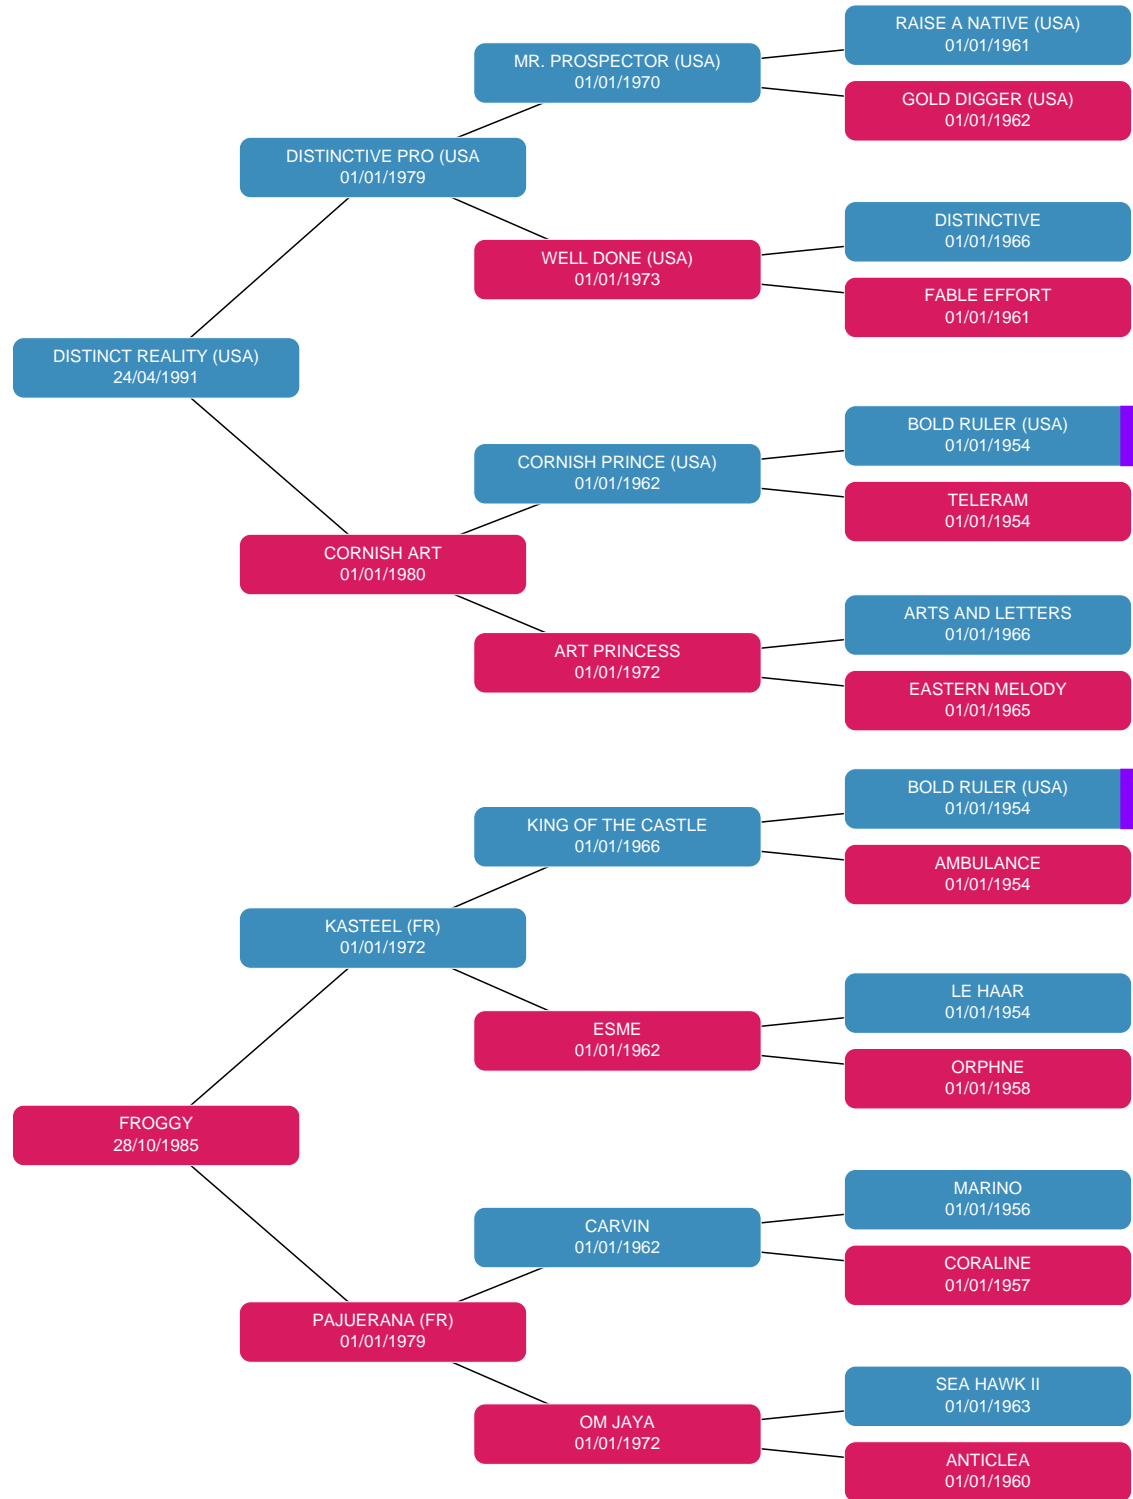 RAISE A NATIVE (USA)
01/01/1961
MR. PROSPECTOR (USA)
01/01/1970
GOLD DIGGER (USA)
01/01/1962
DISTINCTIVE PRO (USA
01/01/1979
DISTINCTIVE
01/01/1966
WELL DONE (USA)
01/01/1973
FABLE EFFORT
01/01/1961
DISTINCT REALITY (USA)
24/04/1991
BOLD RULER (USA)
01/01/1954
CORNISH PRINCE (USA)
01/01/1962
TELERAM
01/01/1954
CORNISH ART
01/01/1980
ARTS AND LETTERS
01/01/1966
ART PRINCESS
01/01/1972
EASTERN MELODY
01/01/1965
BOLD RULER (USA)
01/01/1954
KING OF THE CASTLE
01/01/1966
AMBULANCE
01/01/1954
KASTEEL (FR)
01/01/1972
LE HAAR
01/01/1954
ESME
01/01/1962
ORPHNE
01/01/1958
FROGGY
28/10/1985
MARINO
01/01/1956
CARVIN
01/01/1962
CORALINE
01/01/1957
PAJUERANA (FR)
01/01/1979
SEA HAWK II
01/01/1963
OM JAYA
01/01/1972
ANTICLEA
01/01/1960